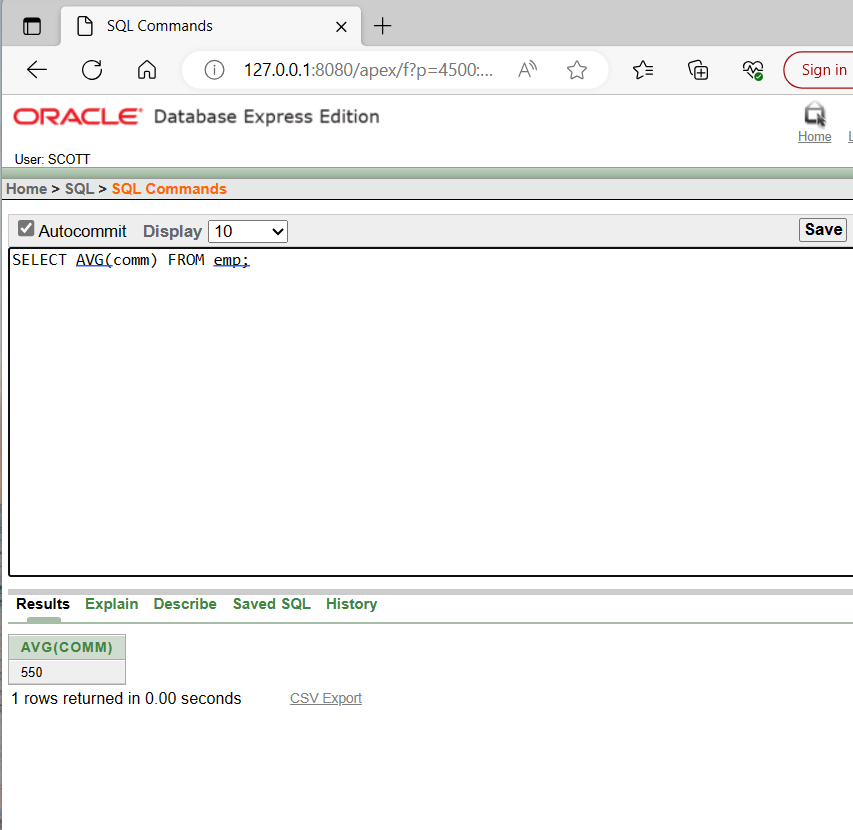 SQL Commands
127.0.0.1:8080/apex/f?p=4500:...
Sign in
ORACLE Database Express Edition
Home
User: SCOTT
Home > SQL > SQL Commands
Autocommit Display 10 Save
SELECT AVG(comm) FROM emp;
Results Explain Describe Saved SQL History
AVG(COMM)
550
1 rows returned in 0.00 seconds CSV Export